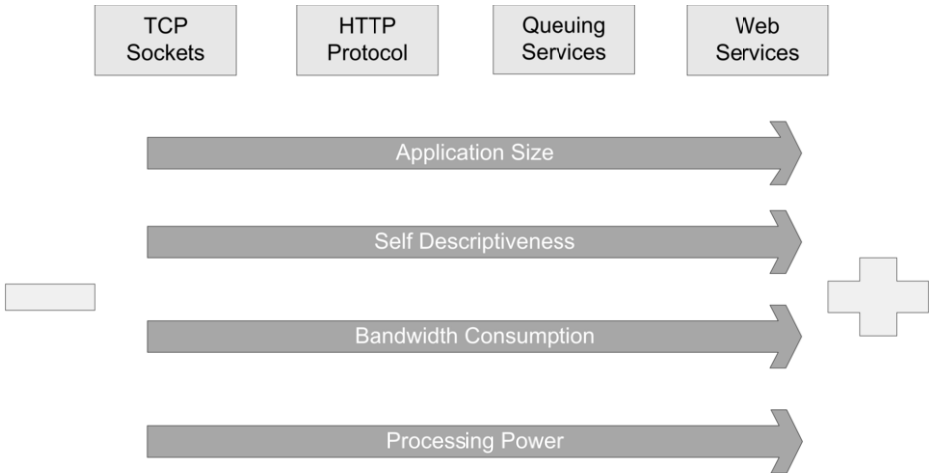 TCP
Sockets
HTTP
Protocol
Queuing
Services
Web
Services
Application Size
Self Descriptiveness
Bandwidth Consumption
Processing Power